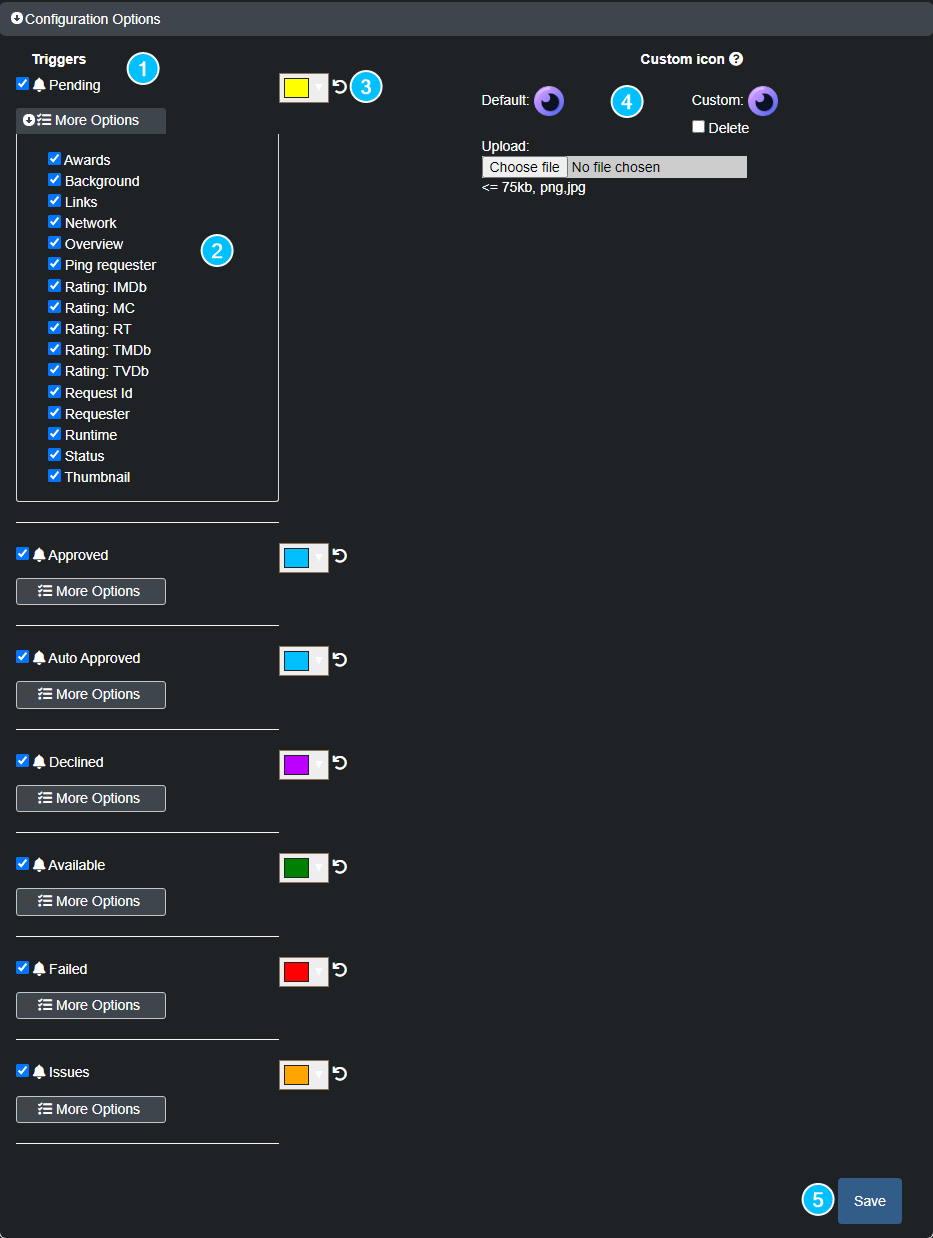 Configuration Options
Triggers
1
Pending
3
Custom icon
Default:
4
Custom:
Delete
Upload:
Choose file No file chosen
<= 75kb, png,jpg
More Options
Awards
Background
Links
Network
Overview
2
Ping requester
Rating: IMDb
Rating: MC
Rating: RT
Rating: TMDb
Rating: TVDb
Request Id
Requester
Runtime
Status
Thumbnail
Approved
More Options
Auto Approved
More Options
Declined
More Options
Available
More Options
Failed
More Options
Issues
More Options
5
Save